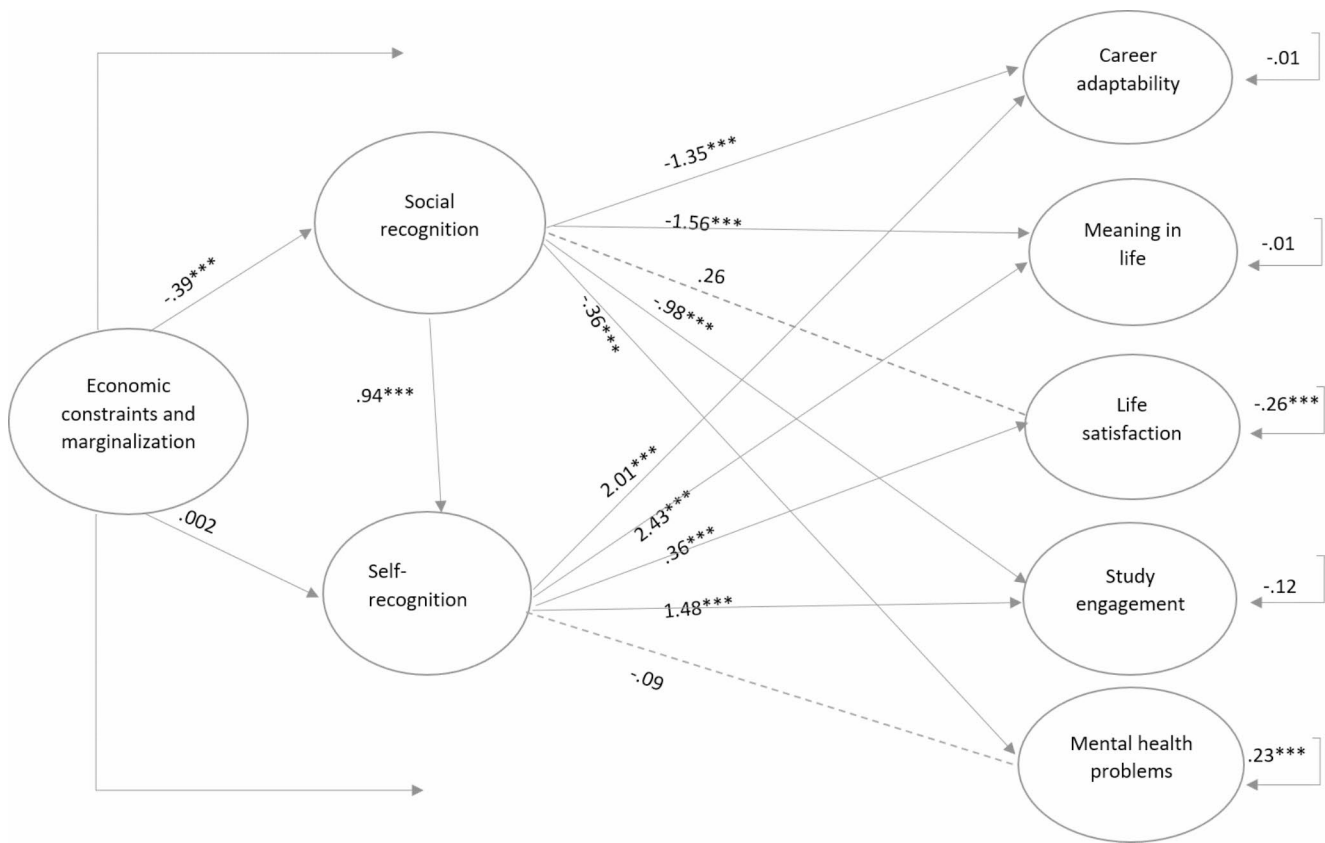 Career
adaptability
-.01
-1.35***
Social
recognition
-1.56***
Meaning in
life
-.01
-.39***
.26
-.98***
-.36****
Economic
constraints and
marginalization
.94***
Life
satisfaction
-.26***
2.01***
2.43***
.36***
.002
Self-
recognition
1.48***
Study
engagement
-.12
-.09
Mental health
problems
.23***